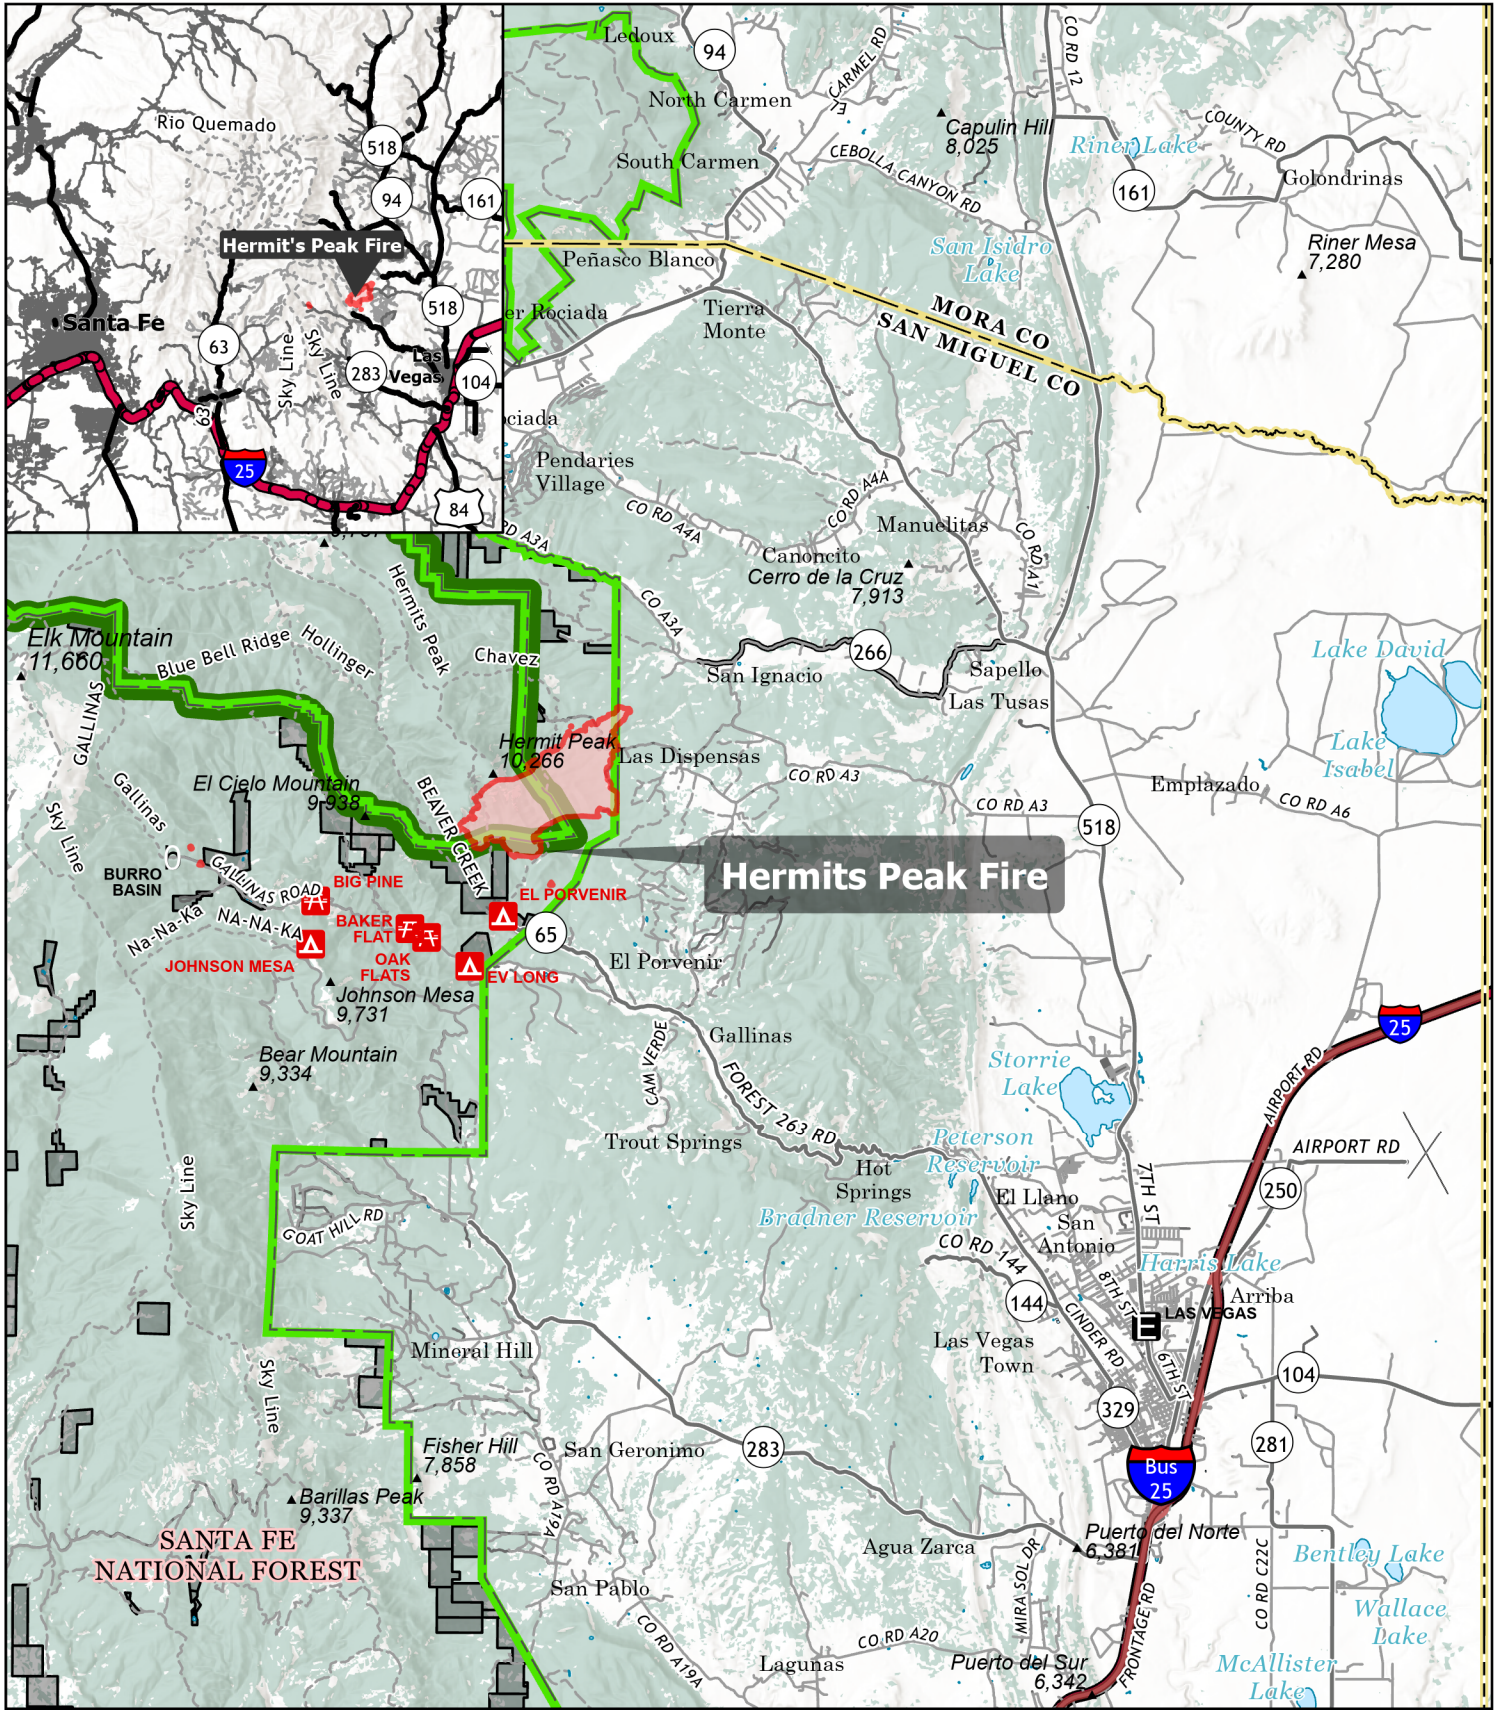 Rio Quemado
518
94
161
Hermit's Peak Fire
518
Santa Fe
63
Sky Line
Sky Line
Las
Vegas
283
104
63
25
84
Ledoux
94
CO RD 12
EL CARMEL RD
North Carmen
Capulin Hill
8,025
Riner Lake
COUNTY RD
South Carmen
CEBOLLA CANYON RD
161
Golondrinas
San Isidro
Lake
Riner Mesa
7,280
Peñasco Blanco
er Rociada
Tierra
Monte
MORA CO
SAN MIGUEL CO
ociada
Pendaries
Village
CO RD A4A
CO RD A4A
Manuelitas
RD A3A
Canoncito
CO RD A1
Cerro de la Cruz
7,913
Hermits Peak
CO A3A
Elk Mountain
11,660
Blue Bell Ridge
Hollinger
Chavez
San Ignacio
266
Sapello
Las Tusas
Lake David
GALLINAS
Hermit Peak
10,266
Las Dispensas
Lake
Isabel
El Cielo Mountain
9,938
Gallinas
BEAVER CREEK
CO RD A3
CO RD A3
Emplazado
CO RD A6
518
Sky Line
Hermits Peak Fire
BURRO
BASIN
GALLINAS ROAD
BIG PINE
EL PORVENIR
Na-Na-Ka
NA-NA-KA
BAKER
FLAT
65
OAK
FLATS
JOHNSON MESA
EV LONG
El Porvenir
Johnson Mesa
9,731
Gallinas
25
Bear Mountain
9,334
CAM VERDE
FOREST 263 RD
Storrie
Lake
AIRPORT RD
Trout Springs
Peterson
Reservoir
AIRPORT RD
Hot
Springs
Sky Line
7TH ST
250
El Llano
Bradner Reservoir
San
Antonio
GOAT HILL RD
CO RD 144
Harris Lake
8TH ST
Arriba
144
LAS VEGAS
E
CINDER RD
Las Vegas
Town
Mineral Hill
6TH ST
104
Sky Line
329
Fisher Hill
7,858
San Geronimo
283
281
CO RD A19A
Bus
25
Barillas Peak
9,337
SANTA FE
NATIONAL FOREST
Agua Zarca
Puerto del Norte
6,381
MIRA SOL DR
CO RD C22C
Bentley Lake
San Pablo
FRONTAGE RD
Wallace
Lake
CO RD A19A
CO RD A20
Lagunas
Puerto del Sur
6,342
McAllister
Lake